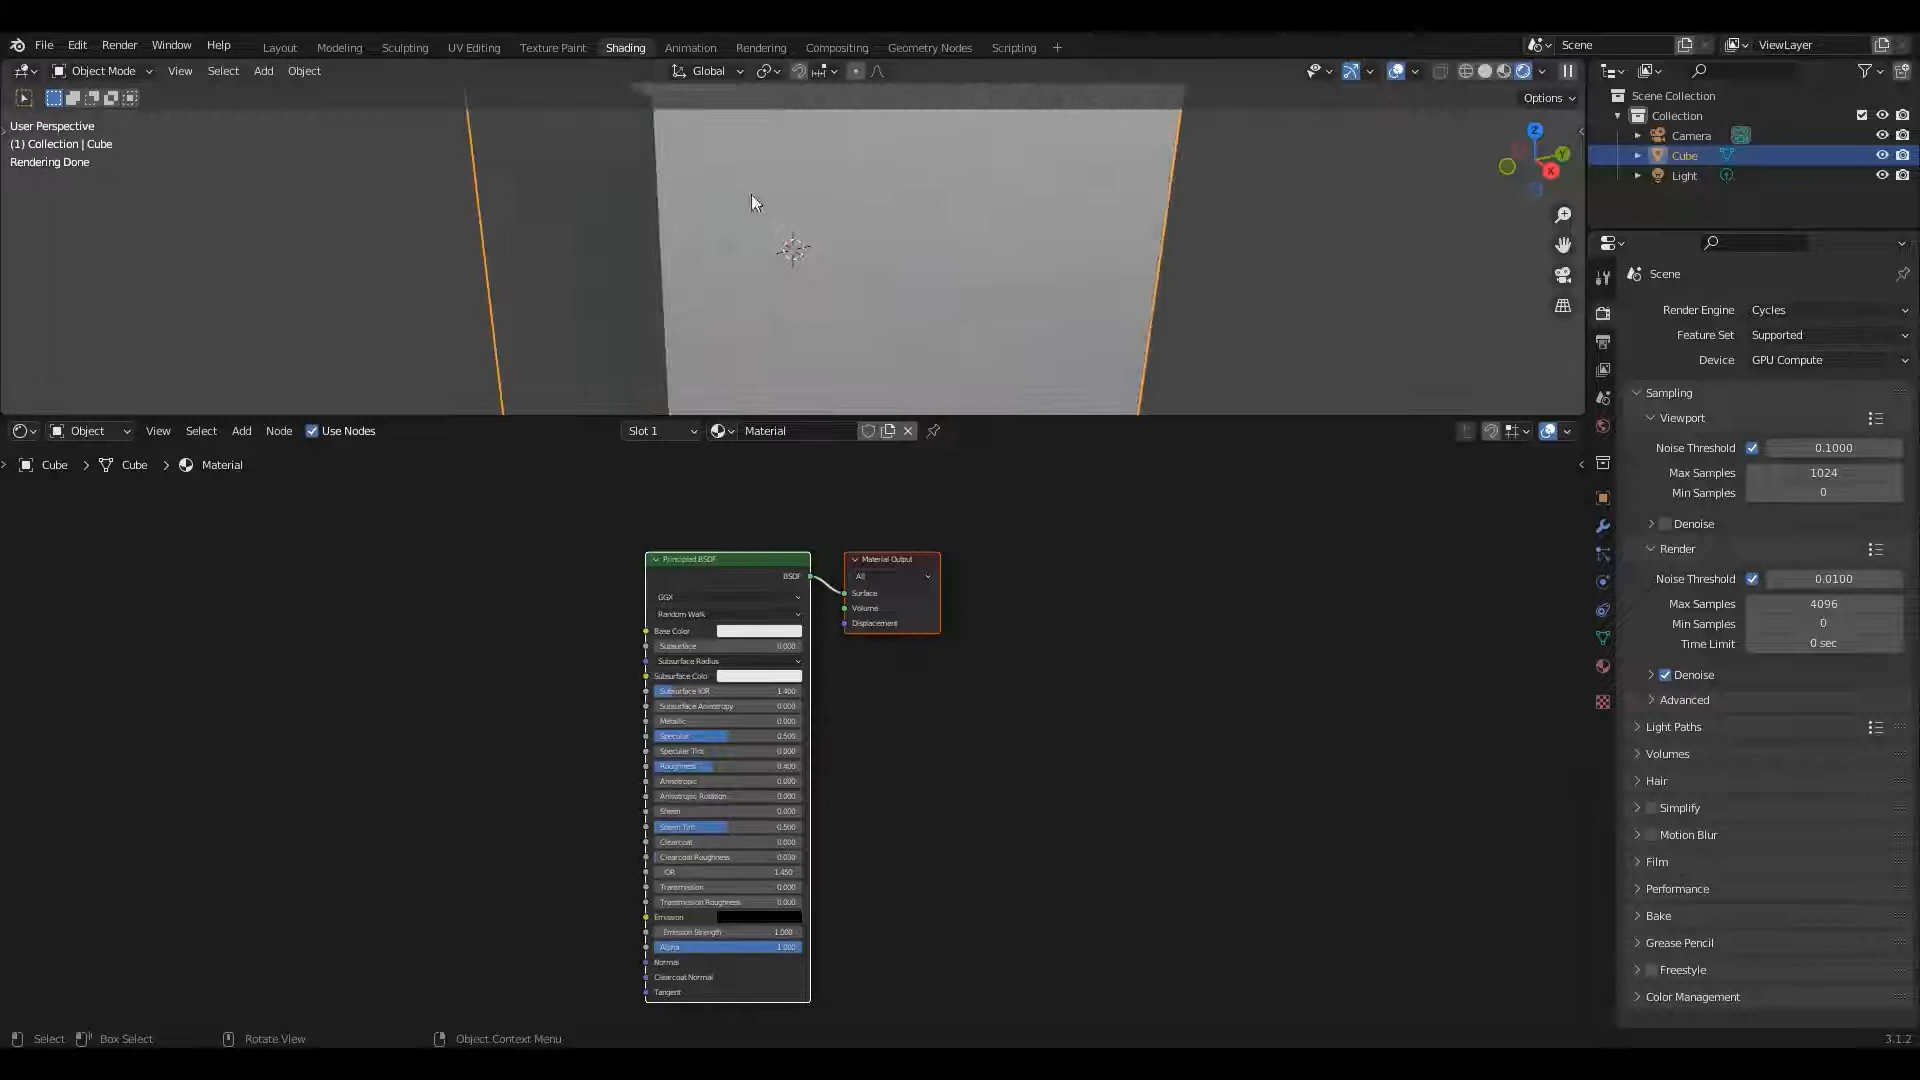 File Edit Render Window Help Layout Modeling Sculpting UV Editing Texture Paint Shading Animation Rendering Compositing Geometry Nodes Scripting + Scene ViewLayer
Object Mode View Select Add Object Global
Options
User Perspective
(1) Collection | Cube
Rendering Done
Z
Y
X
Scene Collection
Collection
Camera
Cube
Light
Scene
Render Engine Cycles
Feature Set Supported
Device GPU Compute
Sampling
Viewport
Noise Threshold 0.1000
Max Samples 1024
Min Samples 0
Denoise
Render
Noise Threshold 0.0100
Max Samples 4096
Min Samples 0
Time Limit 0 sec
Denoise
Advanced
Light Paths
Volumes
Hair
Simplify
Motion Blur
Film
Performance
Bake
Grease Pencil
Freestyle
Color Management
Object View Select Add Node Use Nodes Slot 1 Material
Cube > Cube > Material
Principled BSDF
BSDF
GGX
Random Walk
Base Color
Subsurface 0.000
Subsurface Radius
Subsurface Colo
Subsurface IOR 1.400
Subsurface Anisotropy 0.000
Metallic 0.000
Specular 0.500
Specular Tint 0.000
Roughness 0.400
Anisotropic 0.000
Anisotropic Rotation 0.000
Sheen 0.000
Sheen Tint 0.500
Clearcoat 0.000
Clearcoat Roughness 0.030
IOR 1.450
Transmission 0.000
Transmission Roughness 0.000
Emission
Emission Strength 1.000
Alpha 1.000
Normal
Clearcoat Normal
Tangent
Material Output
All
Surface
Volume
Displacement
Select Box Select Rotate View Object Context Menu 3.1.2